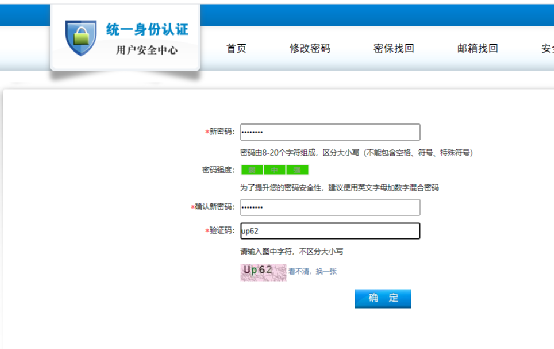 统一身份认证
用户安全中心
首页 修改密码 密保找回 邮箱找回 安全
*新密码: ••••••••
密码由8-20个字符组成，区分大小写（不能包含空格、符号、特殊符号）
密码强度:
为了提升您的密码安全性，建议使用英文字母加数字混合密码
*确认新密码: ••••••••
*验证码: up62
请输入图中字符，不区分大小写
Up62 看不清，换一张
确 定